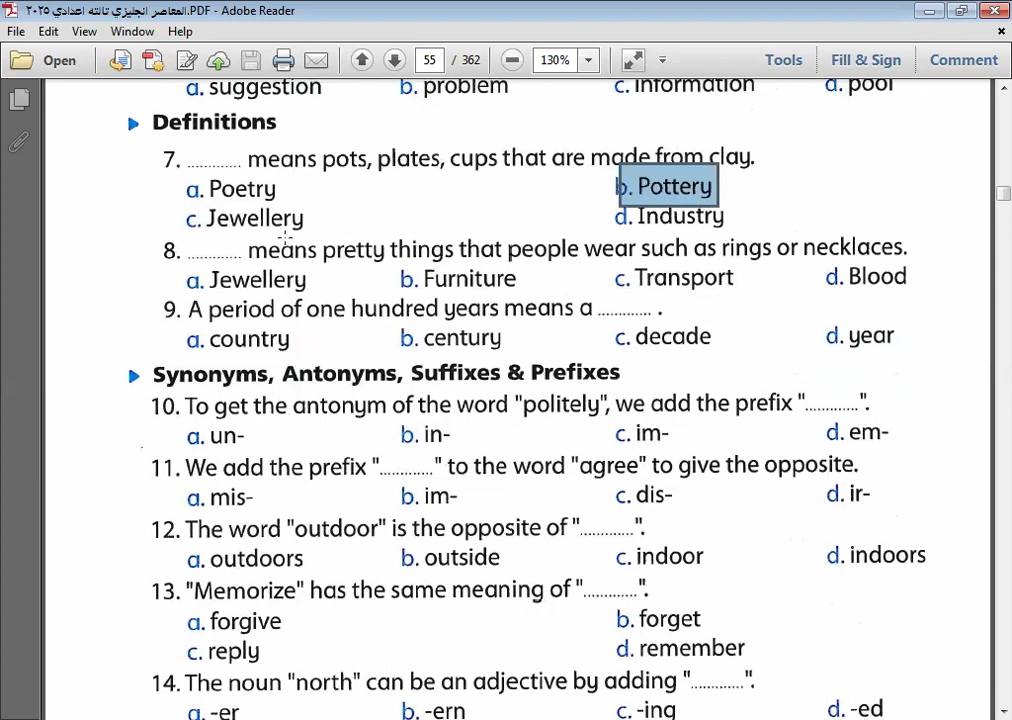 المعاصر انجليزي تالته اعدادي ٢٠٢٥.PDF - Adobe Reader
File Edit View Window Help
Open 55 / 362 130% Tools Fill & Sign Comment
a. suggestion b. problem c. information d. pool
Definitions
7. ............ means pots, plates, cups that are made from clay.
a. Poetry b. Pottery
c. Jewellery d. Industry
8. ............ means pretty things that people wear such as rings or necklaces.
a. Jewellery b. Furniture c. Transport d. Blood
9. A period of one hundred years means a ............ .
a. country b. century c. decade d. year
Synonyms, Antonyms, Suffixes & Prefixes
10. To get the antonym of the word "politely", we add the prefix "............".
a. un- b. in- c. im- d. em-
11. We add the prefix "............" to the word "agree" to give the opposite.
a. mis- b. im- c. dis- d. ir-
12. The word "outdoor" is the opposite of "............".
a. outdoors b. outside c. indoor d. indoors
13. "Memorize" has the same meaning of "............".
a. forgive b. forget
c. reply d. remember
14. The noun "north" can be an adjective by adding "............".
a. -er b. -ern c. -ing d. -ed